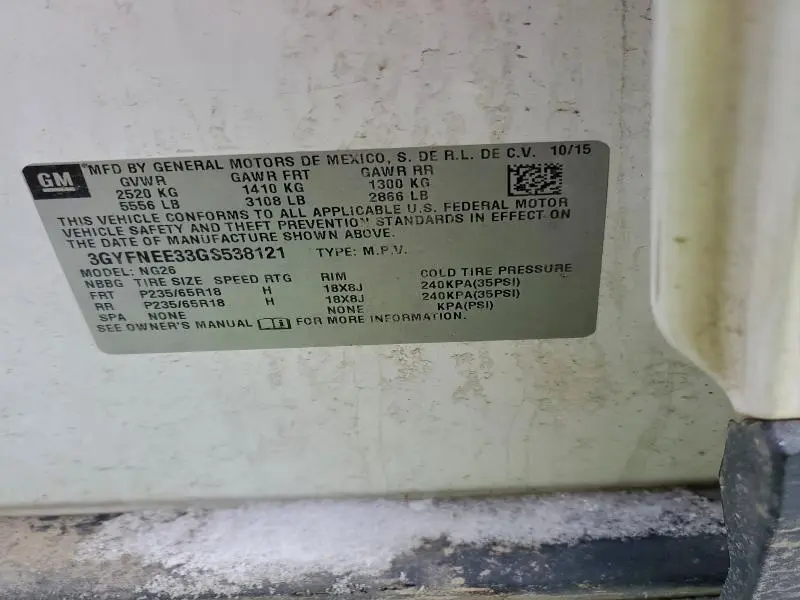 GM MFD BY GENERAL MOTORS DE MEXICO, S. DE R.L. DE C.V. 10/15
GVWR GAWR FRT GAWR RR
2520 KG 1410 KG 1300 KG
5556 LB 3108 LB 2866 LB
THIS VEHICLE CONFORMS TO ALL APPLICABLE U.S. FEDERAL MOTOR
VEHICLE SAFETY AND THEFT PREVENTION STANDARDS IN EFFECT ON
THE DATE OF MANUFACTURE SHOWN ABOVE.
3GYFNEE33GS538121 TYPE: M.P.V.
MODEL: NG26
NBBG TIRE SIZE SPEED RTG RIM COLD TIRE PRESSURE
FRT P235/65R18 H 18X8J 240KPA(35PSI)
RR P235/65R18 H 18X8J 240KPA(35PSI)
SPA NONE NONE KPA(PSI)
SEE OWNER'S MANUAL FOR MORE INFORMATION.